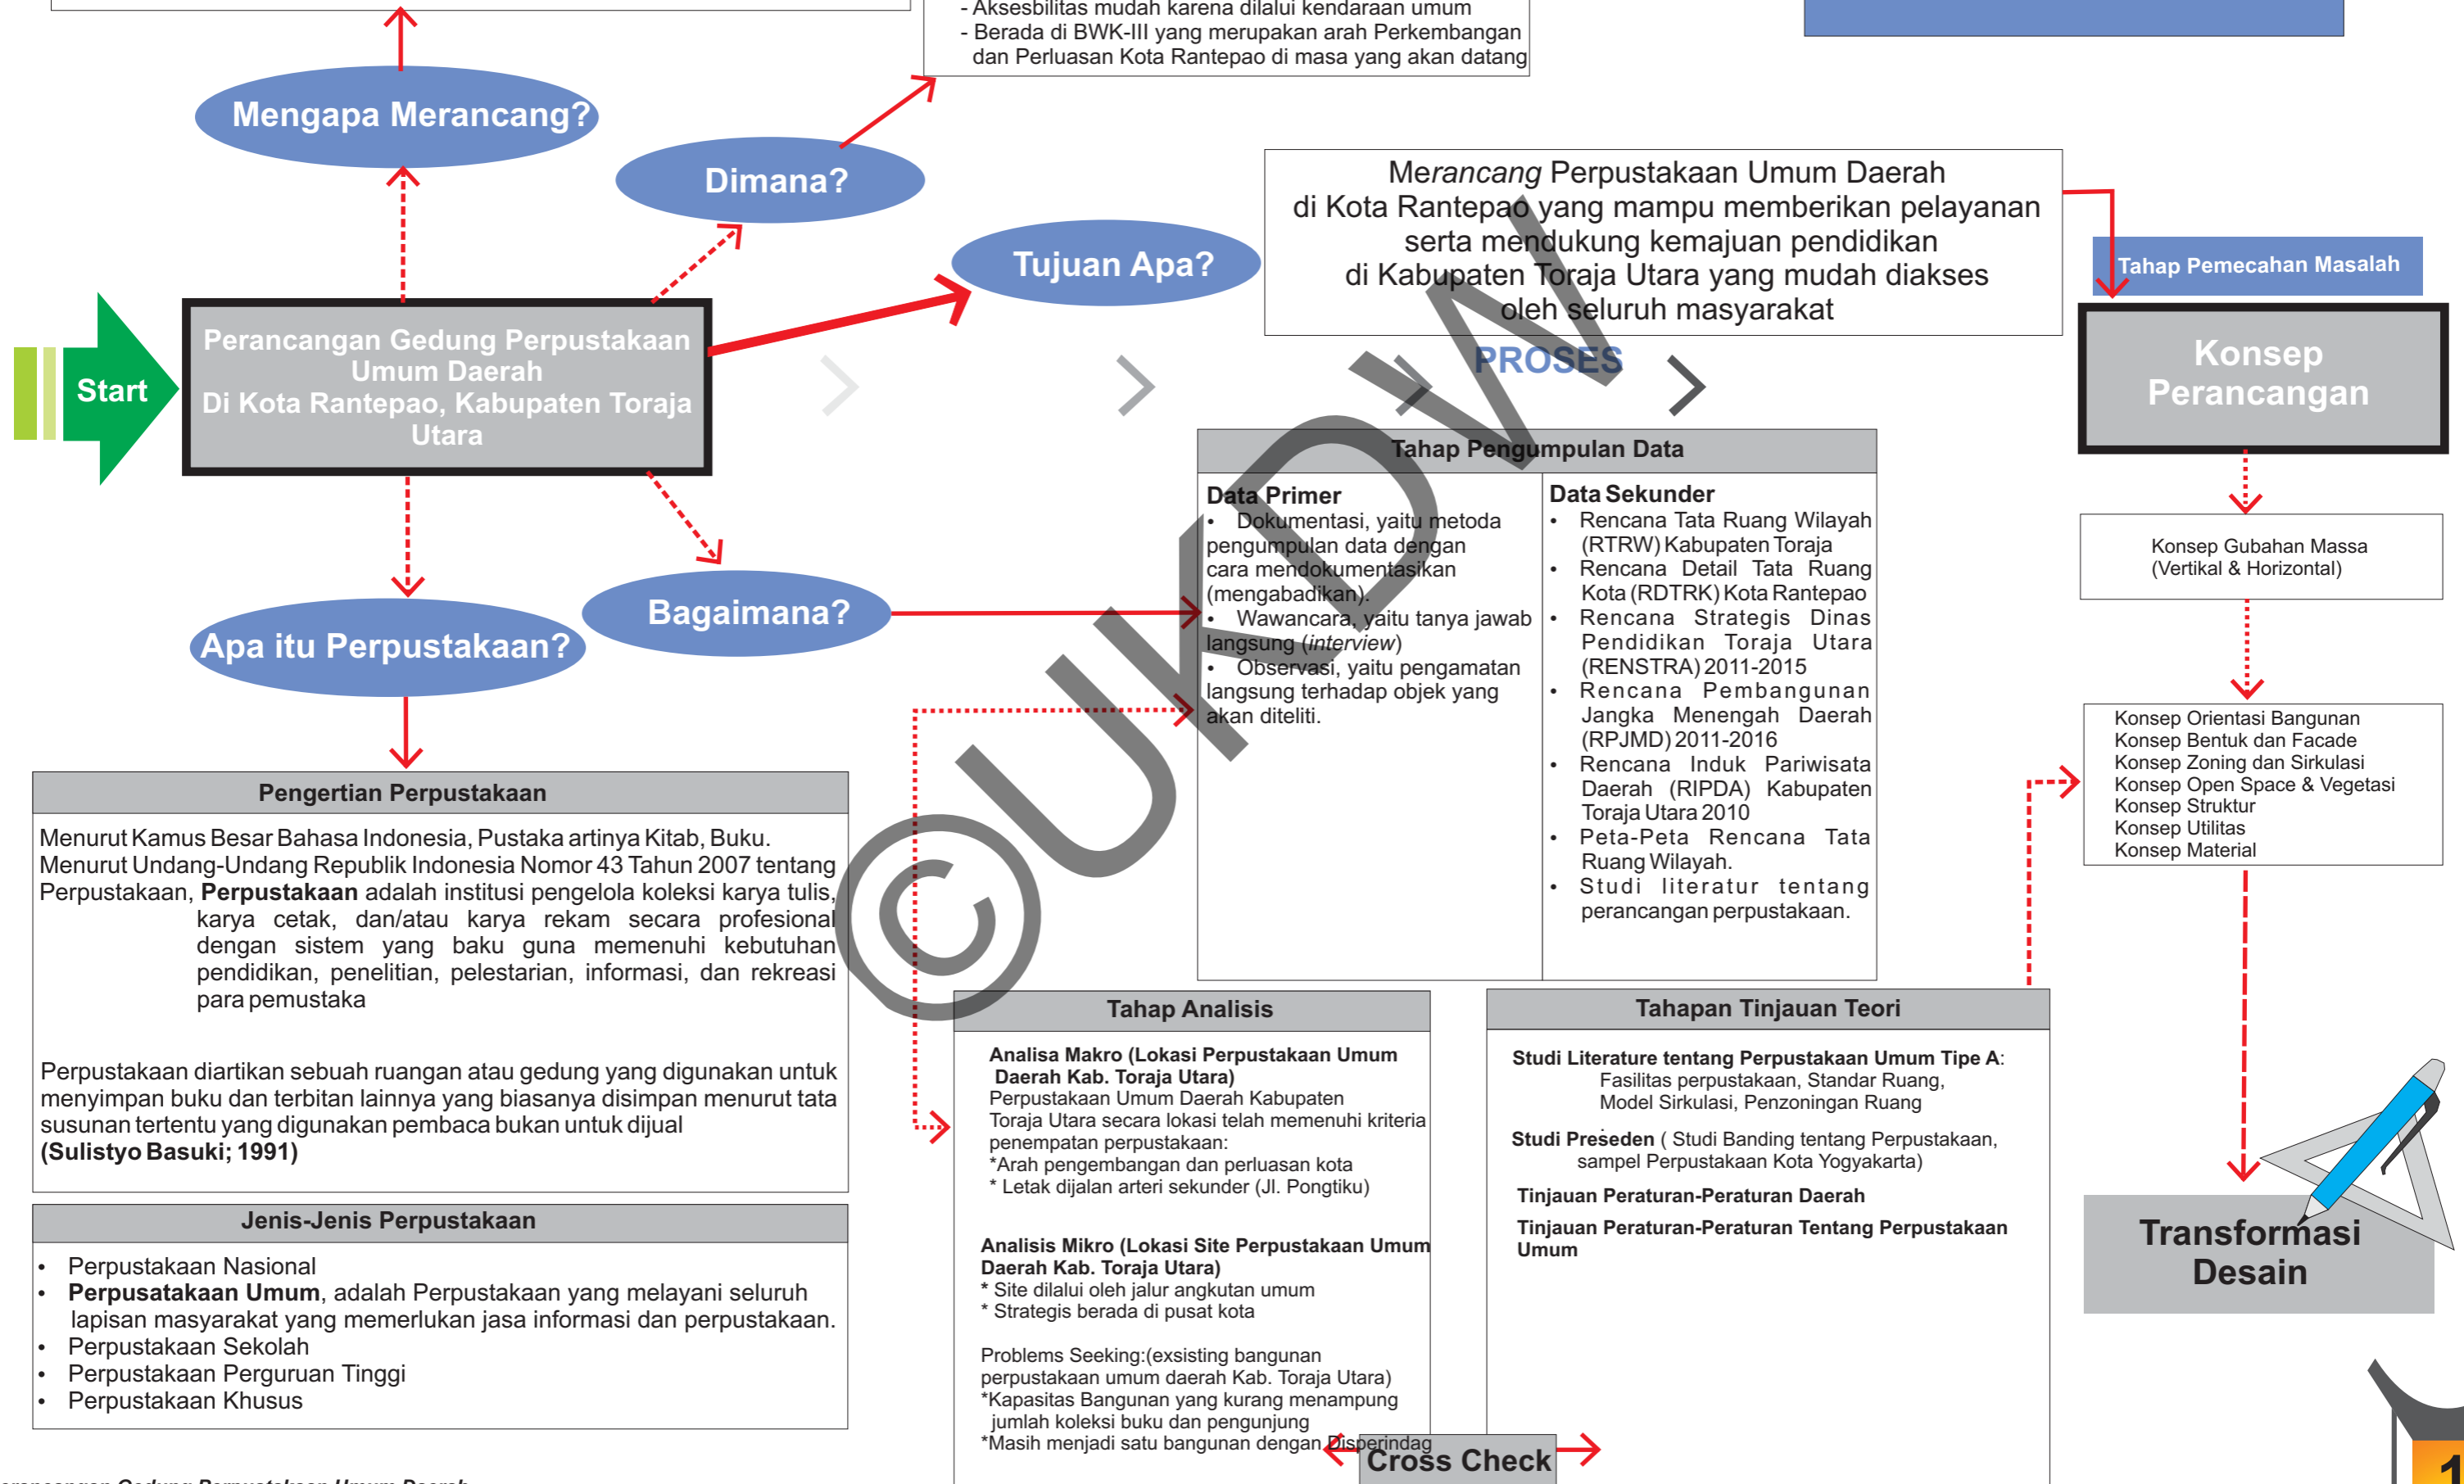 - Aksesbilitas mudah karena dilalui kendaraan umum
- Berada di BWK-III yang merupakan arah Perkembangan
dan Perluasan Kota Rantepao di masa yang akan datang
Mengapa Merancang?
Dimana?
Tujuan Apa?
Merancang Perpustakaan Umum Daerah
di Kota Rantepao yang mampu memberikan pelayanan
serta mendukung kemajuan pendidikan
di Kabupaten Toraja Utara yang mudah diakses
oleh seluruh masyarakat
Tahap Pemecahan Masalah
Start
Perancangan Gedung Perpustakaan
Umum Daerah
Di Kota Rantepao, Kabupaten Toraja
Utara
PROSES
Konsep
Perancangan
Tahap Pengumpulan Data
Data Primer
• Dokumentasi, yaitu metoda
pengumpulan data dengan
cara mendokumentasikan
(mengabadikan).
• Wawancara, yaitu tanya jawab
langsung (interview)
• Observasi, yaitu pengamatan
langsung terhadap objek yang
akan diteliti.
Data Sekunder
• Rencana Tata Ruang Wilayah
(RTRW) Kabupaten Toraja
• Rencana Detail Tata Ruang
Kota (RDTRK) Kota Rantepao
• Rencana Strategis Dinas
Pendidikan Toraja Utara
(RENSTRA) 2011-2015
• Rencana Pembangunan
Jangka Menengah Daerah
(RPJMD) 2011-2016
• Rencana Induk Pariwisata
Daerah (RIPDA) Kabupaten
Toraja Utara 2010
• Peta-Peta Rencana Tata
Ruang Wilayah.
• Studi literatur tentang
perancangan perpustakaan.
Konsep Gubahan Massa
(Vertikal & Horizontal)
Bagaimana?
Apa itu Perpustakaan?
Konsep Orientasi Bangunan
Konsep Bentuk dan Facade
Konsep Zoning dan Sirkulasi
Konsep Open Space & Vegetasi
Konsep Struktur
Konsep Utilitas
Konsep Material
Pengertian Perpustakaan
Menurut Kamus Besar Bahasa Indonesia, Pustaka artinya Kitab, Buku.
Menurut Undang-Undang Republik Indonesia Nomor 43 Tahun 2007 tentang
Perpustakaan, Perpustakaan adalah institusi pengelola koleksi karya tulis,
karya cetak, dan/atau karya rekam secara profesional
dengan sistem yang baku guna memenuhi kebutuhan
pendidikan, penelitian, pelestarian, informasi, dan rekreasi
para pemustaka
Perpustakaan diartikan sebuah ruangan atau gedung yang digunakan untuk
menyimpan buku dan terbitan lainnya yang biasanya disimpan menurut tata
susunan tertentu yang digunakan pembaca bukan untuk dijual
(Sulistyo Basuki; 1991)
Jenis-Jenis Perpustakaan
• Perpustakaan Nasional
• Perpusatakaan Umum, adalah Perpustakaan yang melayani seluruh
lapisan masyarakat yang memerlukan jasa informasi dan perpustakaan.
• Perpustakaan Sekolah
• Perpustakaan Perguruan Tinggi
• Perpustakaan Khusus
Tahap Analisis
Analisa Makro (Lokasi Perpustakaan Umum
Daerah Kab. Toraja Utara)
Perpustakaan Umum Daerah Kabupaten
Toraja Utara secara lokasi telah memenuhi kriteria
penempatan perpustakaan:
*Arah pengembangan dan perluasan kota
* Letak dijalan arteri sekunder (Jl. Pongtiku)
Analisis Mikro (Lokasi Site Perpustakaan Umum
Daerah Kab. Toraja Utara)
* Site dilalui oleh jalur angkutan umum
* Strategis berada di pusat kota
Problems Seeking:(exsisting bangunan
perpustakaan umum daerah Kab. Toraja Utara)
*Kapasitas Bangunan yang kurang menampung
jumlah koleksi buku dan pengunjung
*Masih menjadi satu bangunan dengan Disperindag
Tahapan Tinjauan Teori
Studi Literature tentang Perpustakaan Umum Tipe A:
Fasilitas perpustakaan, Standar Ruang,
Model Sirkulasi, Penzoningan Ruang
.
Studi Preseden ( Studi Banding tentang Perpustakaan,
sampel Perpustakaan Kota Yogyakarta)
Tinjauan Peraturan-Peraturan Daerah
Tinjauan Peraturan-Peraturan Tentang Perpustakaan
Umum
Transformasi
Desain
Cross Check
©UKDW
1